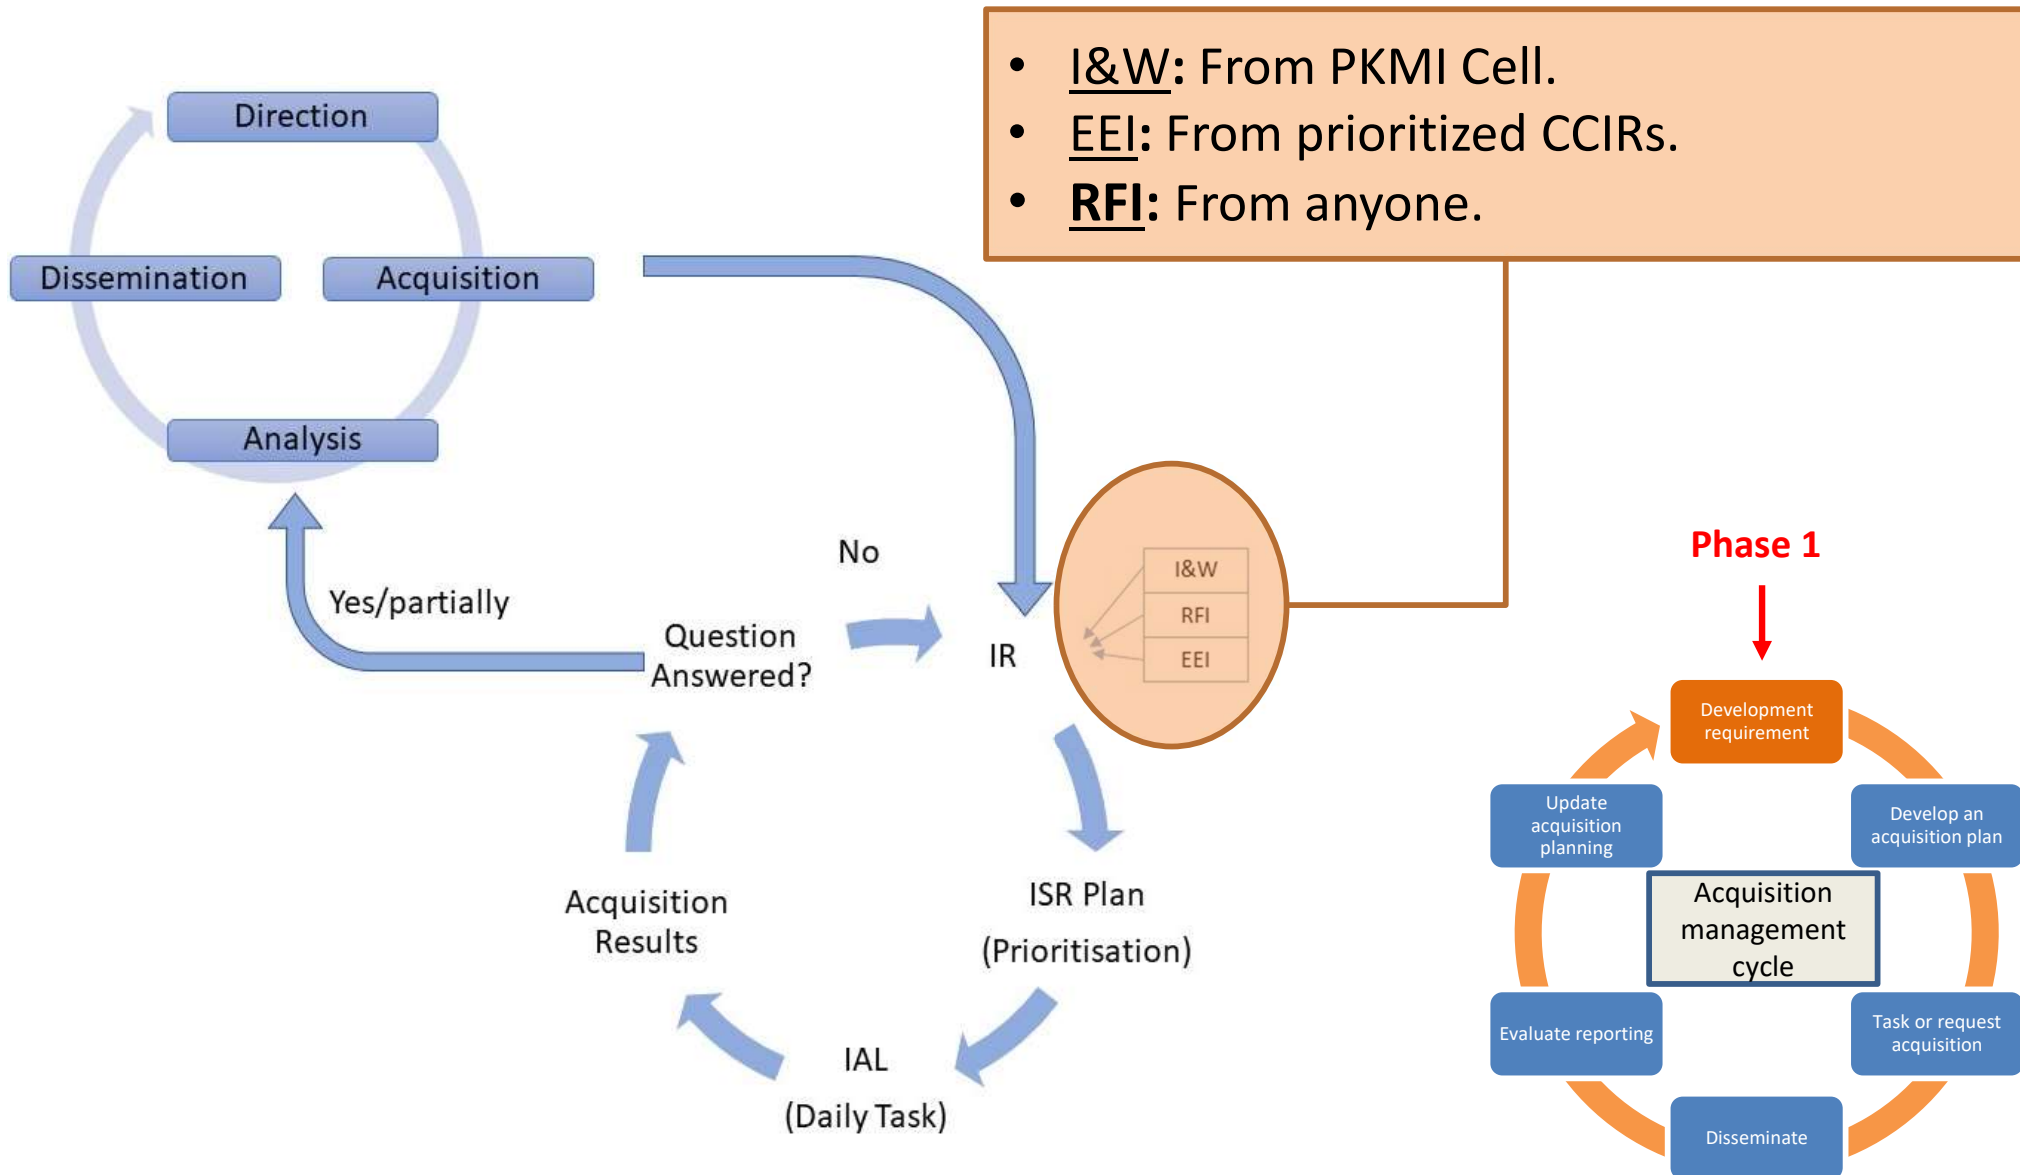 • I&W: From PKMI Cell.
• EEI: From prioritized CCIRs.
• RFI: From anyone.
Direction
Dissemination
Acquisition
Analysis
No
Yes/partially
Question
Answered?
IR
I&W
RFI
EEI
Acquisition
Results
ISR Plan
(Prioritisation)
IAL
(Daily Task)
Phase 1
Development
requirement
Update
acquisition
planning
Develop an
acquisition plan
Acquisition
management
cycle
Evaluate reporting
Task or request
acquisition
Disseminate